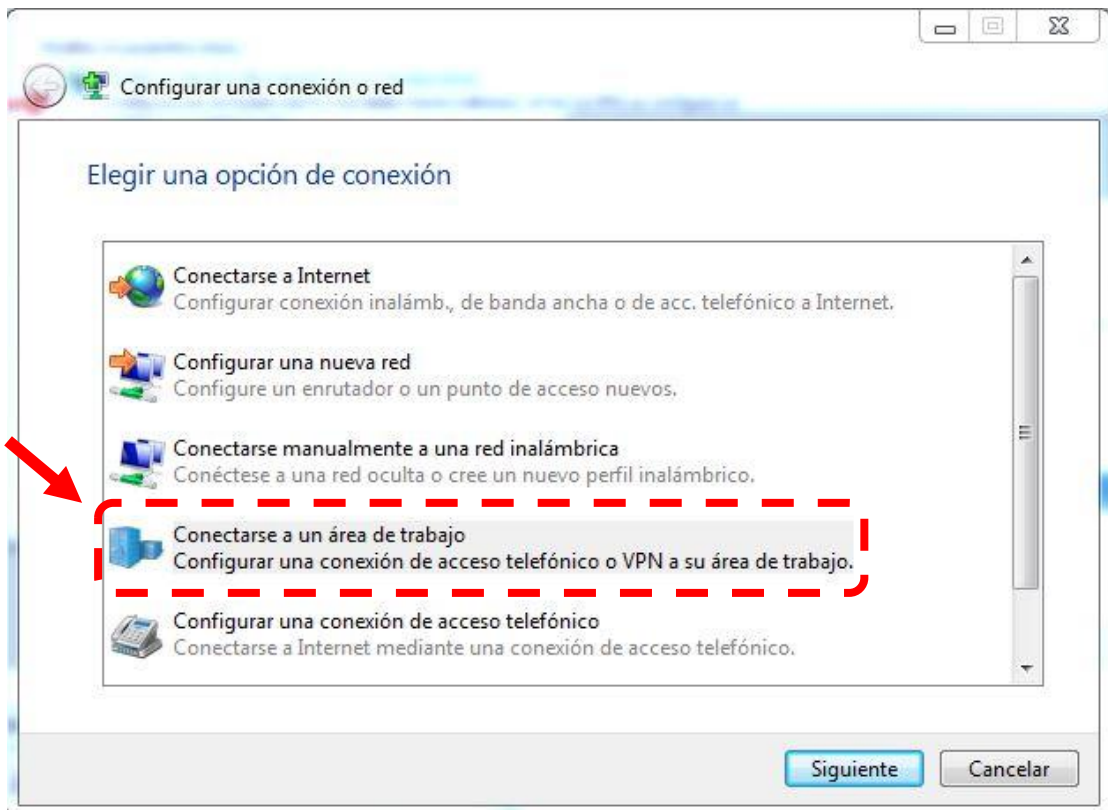 Configurar una conexión o red
Elegir una opción de conexión
Conectarse a Internet
Configurar conexión inalámb., de banda ancha o de acc. telefónico a Internet.
Configurar una nueva red
Configure un enrutador o un punto de acceso nuevos.
Conectarse manualmente a una red inalámbrica
Conéctese a una red oculta o cree un nuevo perfil inalámbrico.
Conectarse a un área de trabajo
Configurar una conexión de acceso telefónico o VPN a su área de trabajo.
Configurar una conexión de acceso telefónico
Conectarse a Internet mediante una conexión de acceso telefónico.
Siguiente Cancelar